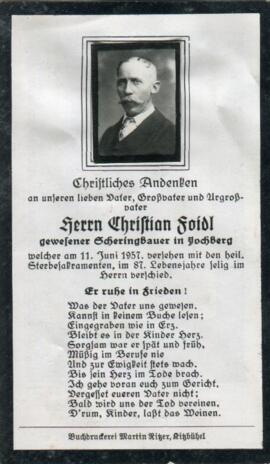 Christliches Andenken
an unseren lieben Vater, Großvater und Urgroß-
vater
Herrn Christian Foidl
gewesener Scheringbauer in Jochberg
welcher am 11. Juni 1957. versehen mit den heil.
Sterbesakramenten, im 87. Lebensjahre selig im
Herrn verschied.
Er ruhe in Frieden!
Was der Vater uns gewesen,
Kannst in keinem Buche lesen;
Eingegraben wie in Erz.
Bleibt es in der Kinder Herz.
Sorgsam war er spät und früh,
Müßig im Berufe nie
Und zur Ewigkeit stets wach.
Bis sein Herz im Tode brach.
Ich gehe voran euch zum Gericht.
Vergesset eueren Vater nicht;
Bald wird uns der Tod vereinen.
D'rum, Kinder, laßt das Weinen.
Buchdruckerei Martin Ritzer, Kitzbühel